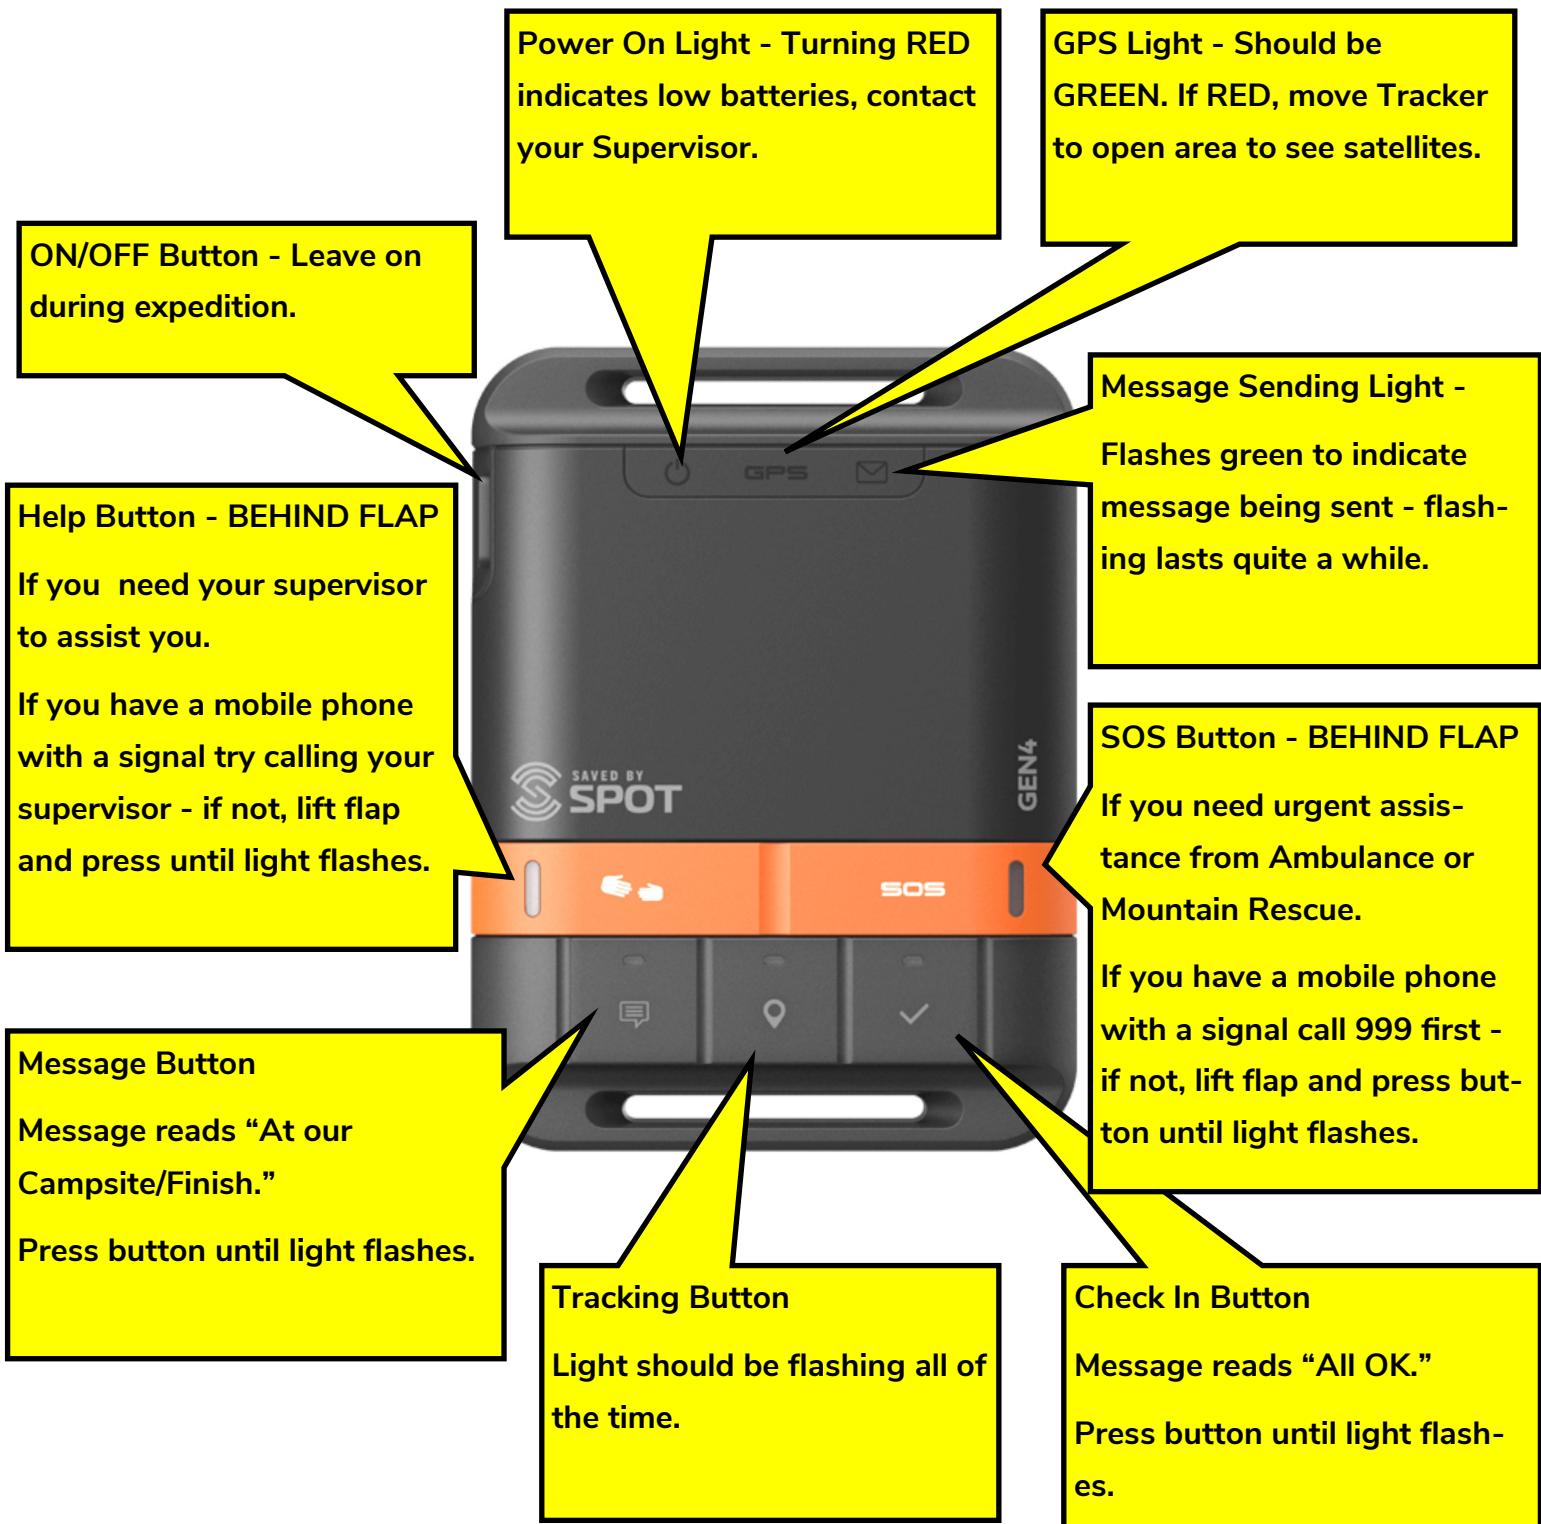 Power On Light - Turning RED
indicates low batteries, contact
your Supervisor.
GPS Light - Should be
GREEN. If RED, move Tracker
to open area to see satellites.
ON/OFF Button - Leave on
during expedition.
Message Sending Light -
Flashes green to indicate
message being sent - flash-
ing lasts quite a while.
GPS
Help Button - BEHIND FLAP
If you  need your supervisor
to assist you.
If you have a mobile phone
with a signal try calling your
supervisor - if not, lift flap
and press until light flashes.
SAVED BY
SPOT
GEN4
SOS
SOS Button - BEHIND FLAP
If you need urgent assis-
tance from Ambulance or
Mountain Rescue.
If you have a mobile phone
with a signal call 999 first -
if not, lift flap and press but-
ton until light flashes.
Message Button
Message reads “At our
Campsite/Finish.”
Press button until light flashes.
Tracking Button
Light should be flashing all of
the time.
Check In Button
Message reads “All OK.”
Press button until light flash-
es.